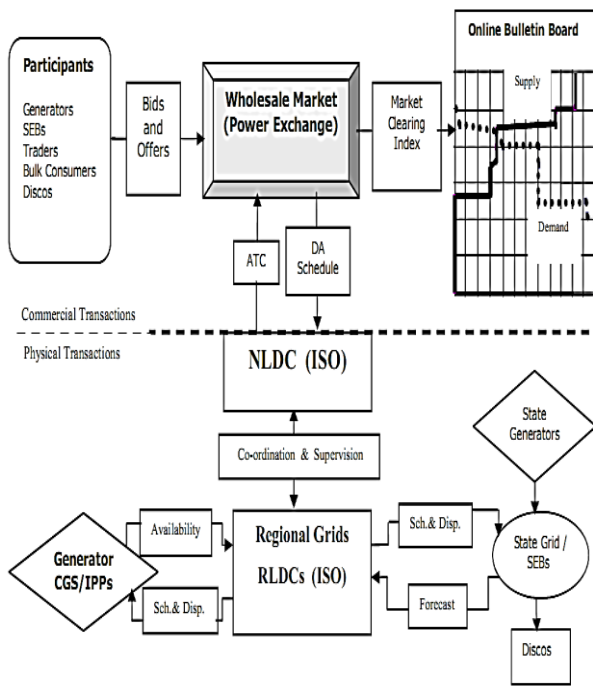 Online Bulletin Board
Participants
Generators
SEBs
Traders
Bulk Consumers
Discos
Bids
and
Offers
Wholesale Market
(Power Exchange)
Market
Clearing
Index
Supply
Demand
ATC
DA
Schedule
Commercial Transactions
Physical Transactions
NLDC (ISO)
State
Generators
Co-ordination & Supervision
Availability
Generator
CGS/IPPs
Sch.& Disp.
Regional Grids
RLDCs (ISO)
Sch.& Disp.
Forecast
State Grid /
SEBs
Discos